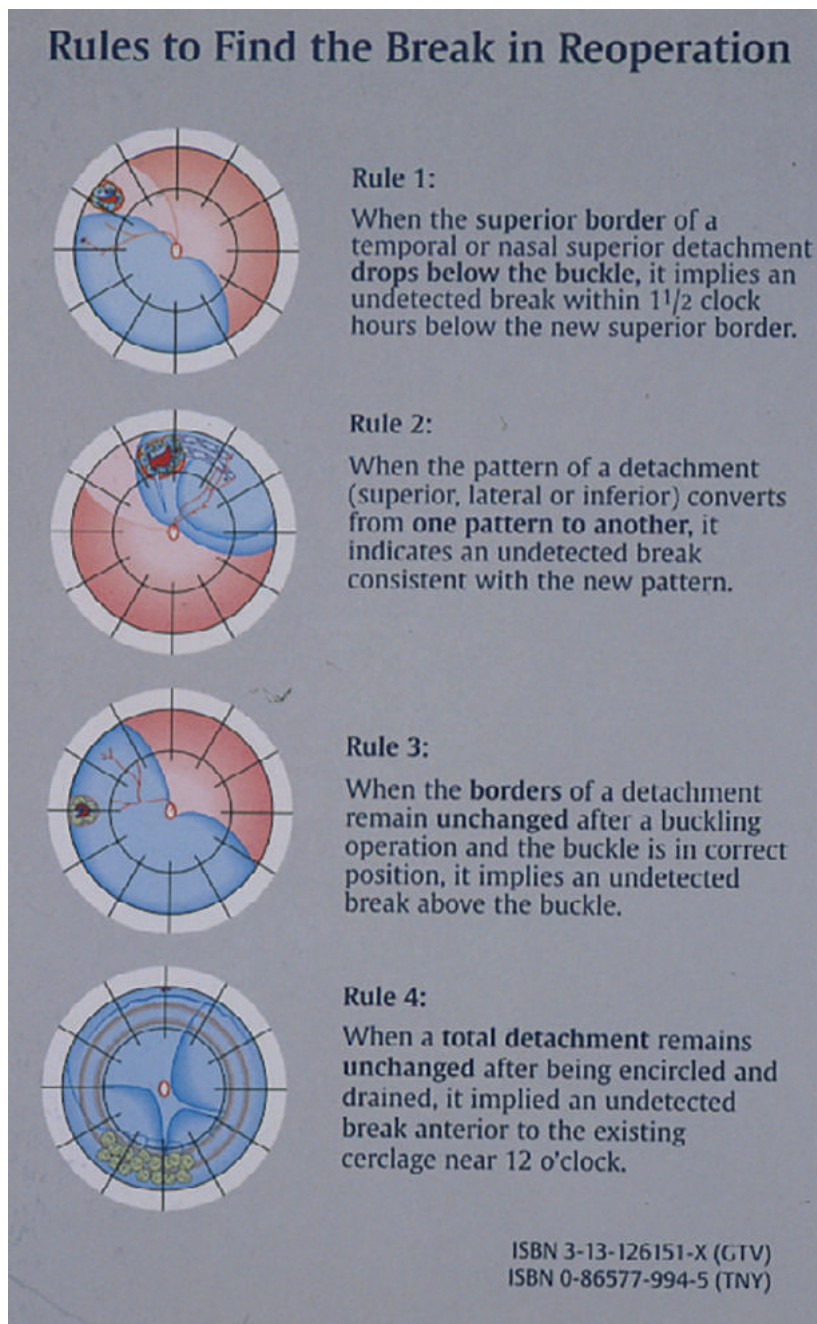 Rules to Find the Break in Reoperation
Rule 1:
When the superior border of a
temporal or nasal superior detachment
drops below the buckle, it implies an
undetected break within 1 1/2 clock
hours below the new superior border.
Rule 2:
When the pattern of a detachment
(superior, lateral or inferior) converts
from one pattern to another, it
indicates an undetected break
consistent with the new pattern.
Rule 3:
When the borders of a detachment
remain unchanged after a buckling
operation and the buckle is in correct
position, it implies an undetected
break above the buckle.
Rule 4:
When a total detachment remains
unchanged after being encircled and
drained, it implied an undetected
break anterior to the existing
cerclage near 12 o'clock.
ISBN 3-13-126151-X (GTV)
ISBN 0-86577-994-5 (TNY)